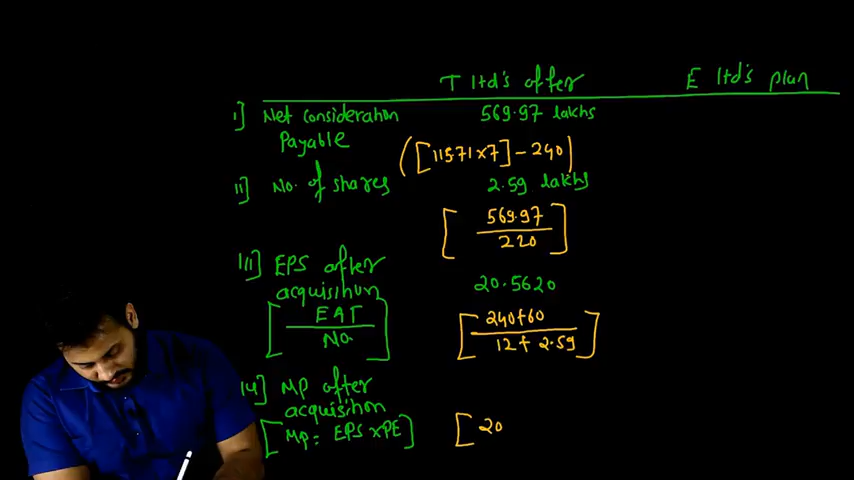 T ltd's offer E ltd's plan
I] Net consideration 569.97 lakhs
Payable ([115.71x7] - 240)
II] No. of shares 2.59 lakhs
[569.97 / 220]
III] EPS after
acquisition 20.5620
[EAT / No.] [240+60 / 12 + 2.59]
IV] MP after
acquisition
[MP = EPS x PE] [20